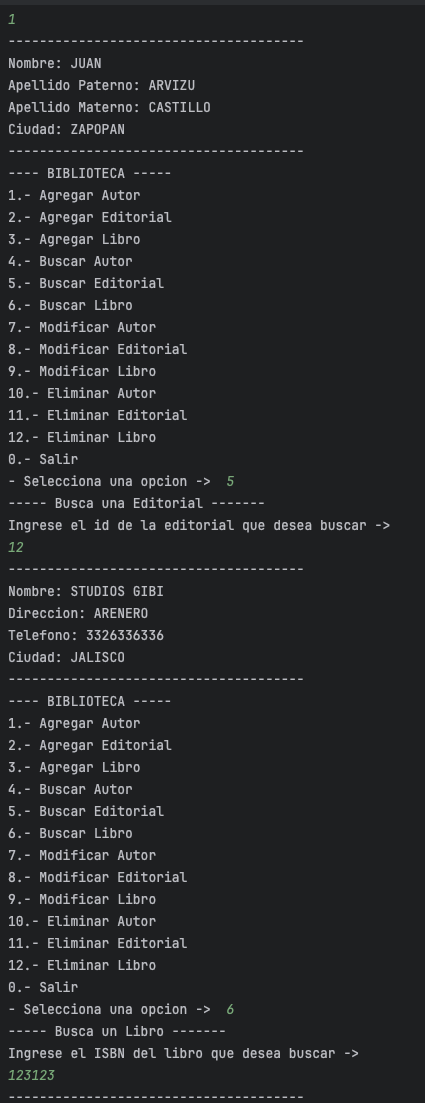 1
--------------------------------------
Nombre: JUAN
Apellido Paterno: ARVIZU
Apellido Materno: CASTILLO
Ciudad: ZAPOPAN
--------------------------------------
---- BIBLIOTECA -----
1.- Agregar Autor
2.- Agregar Editorial
3.- Agregar Libro
4.- Buscar Autor
5.- Buscar Editorial
6.- Buscar Libro
7.- Modificar Autor
8.- Modificar Editorial
9.- Modificar Libro
10.- Eliminar Autor
11.- Eliminar Editorial
12.- Eliminar Libro
0.- Salir
- Selecciona una opcion ->  5
----- Busca una Editorial -------
Ingrese el id de la editorial que desea buscar ->
12
--------------------------------------
Nombre: STUDIOS GIBI
Direccion: ARENERO
Telefono: 3326336336
Ciudad: JALISCO
--------------------------------------
---- BIBLIOTECA -----
1.- Agregar Autor
2.- Agregar Editorial
3.- Agregar Libro
4.- Buscar Autor
5.- Buscar Editorial
6.- Buscar Libro
7.- Modificar Autor
8.- Modificar Editorial
9.- Modificar Libro
10.- Eliminar Autor
11.- Eliminar Editorial
12.- Eliminar Libro
0.- Salir
- Selecciona una opcion ->  6
----- Busca un Libro -------
Ingrese el ISBN del libro que desea buscar ->
123123
--------------------------------------